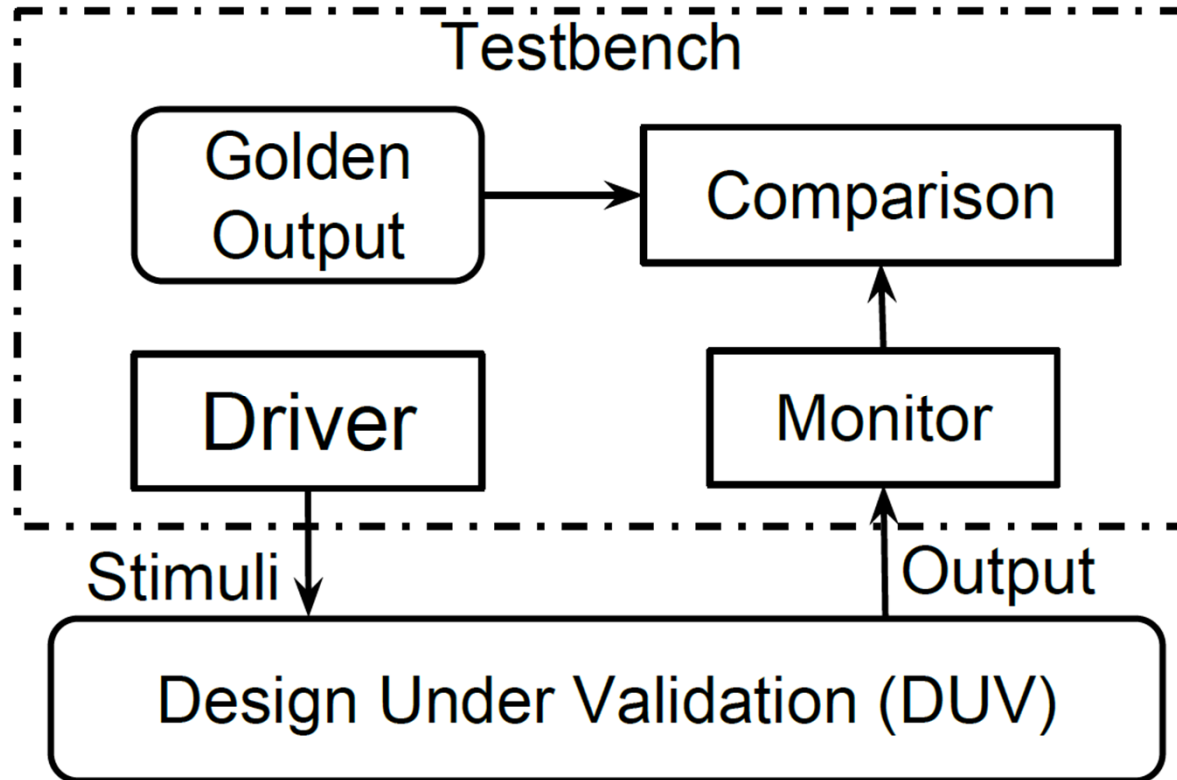 Testbench
Golden
Output
Comparison
Driver
Monitor
Stimuli
Output
Design Under Validation (DUV)